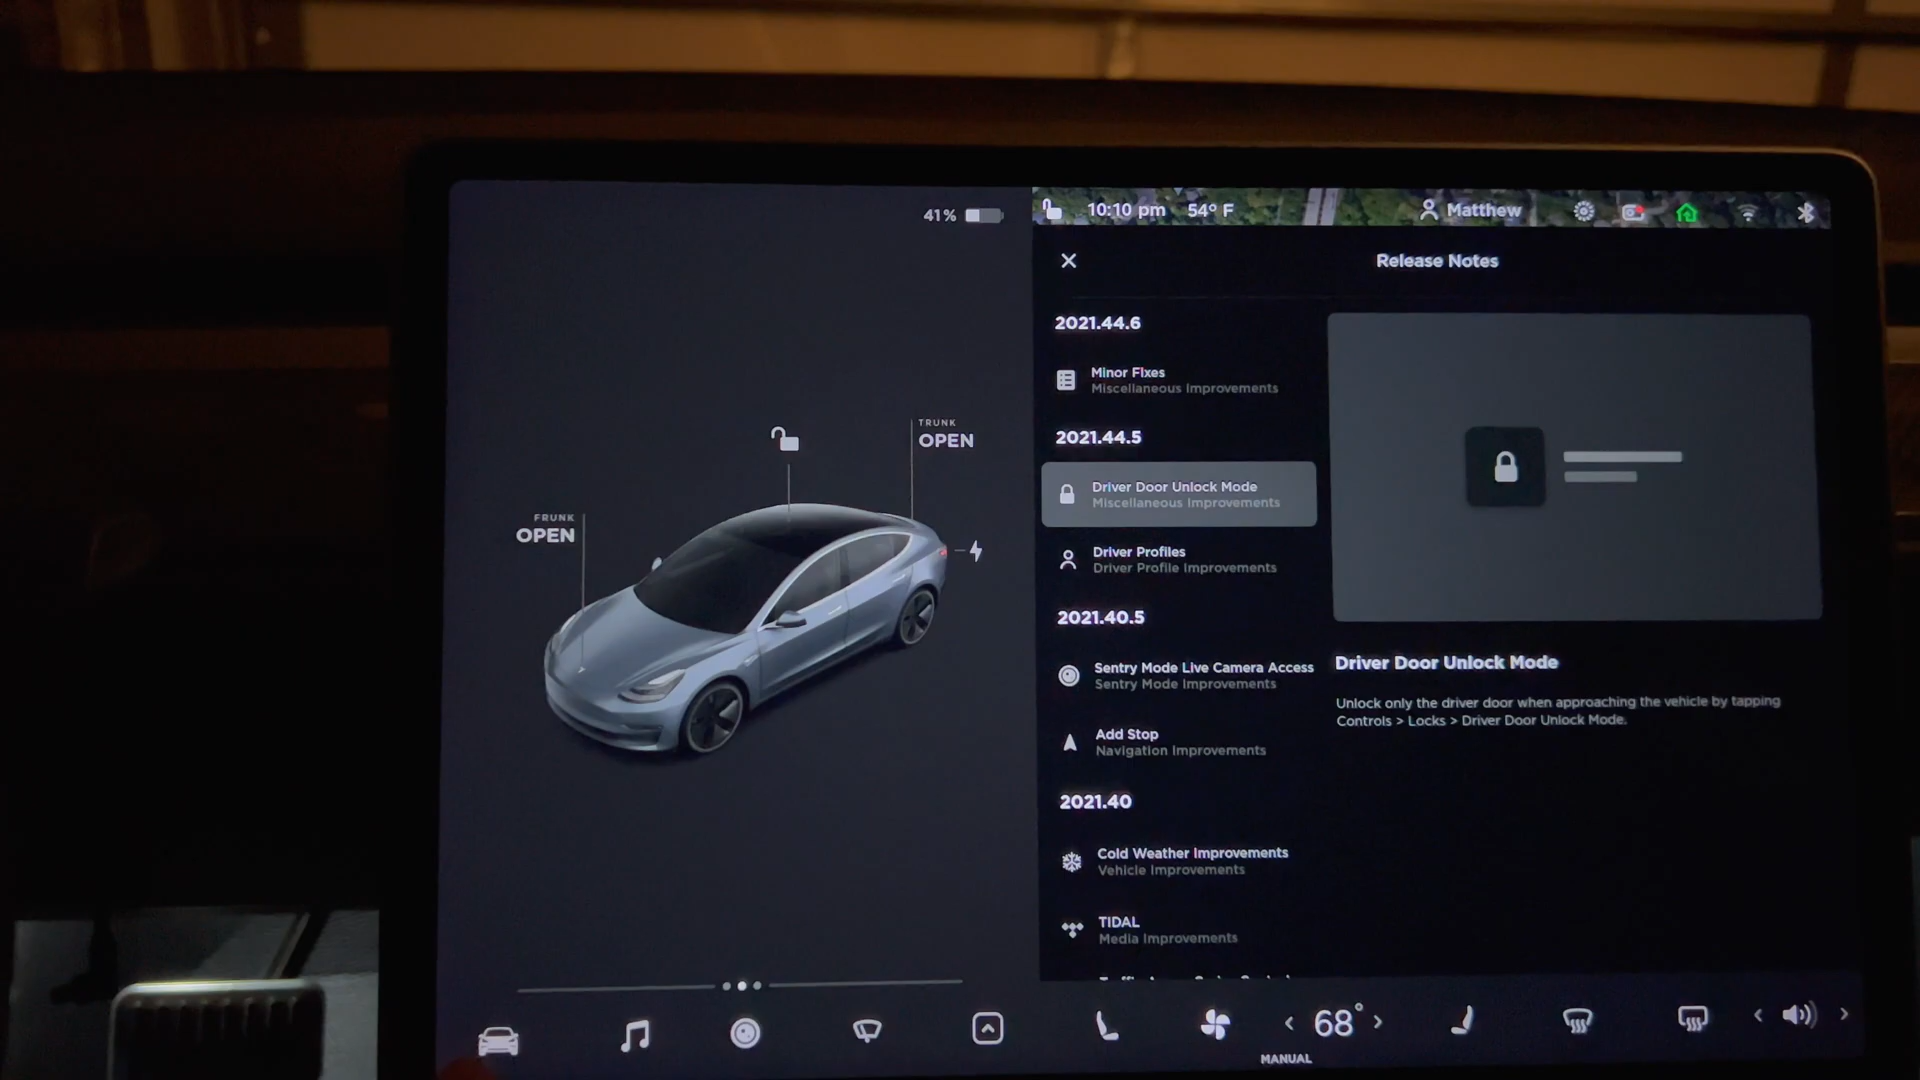 41%
10:10 pm 54° F
Matthew
Release Notes
TRUNK
OPEN
FRUNK
OPEN
2021.44.6
Minor Fixes
Miscellaneous Improvements
2021.44.5
Driver Door Unlock Mode
Miscellaneous Improvements
Driver Profiles
Driver Profile Improvements
2021.40.5
Sentry Mode Live Camera Access
Sentry Mode Improvements
Add Stop
Navigation Improvements
2021.40
Cold Weather Improvements
Vehicle Improvements
TIDAL
Media Improvements
Driver Door Unlock Mode
Unlock only the driver door when approaching the vehicle by tapping
Controls > Locks > Driver Door Unlock Mode.
68°
MANUAL